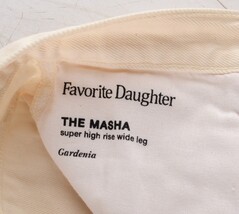 Favorite Daughter
THE MASHA
super high rise wide leg
Gardenia